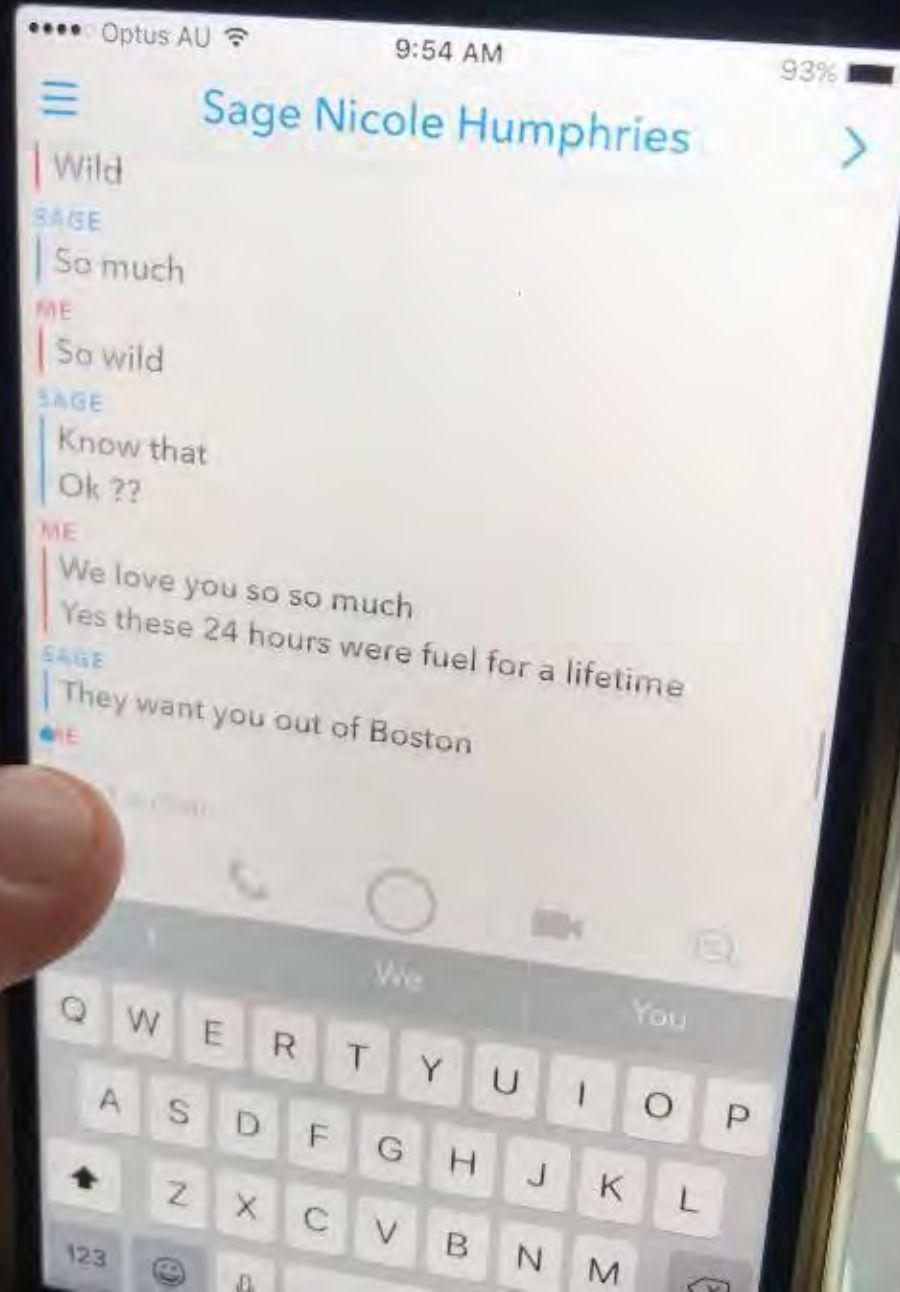 Optus AU
9:54 AM
93%
Sage Nicole Humphries
Wild
SAGE
So much
ME
So wild
SAGE
Know that
Ok ??
ME
We love you so so much
Yes these 24 hours were fuel for a lifetime
SAGE
They want you out of Boston
ME
We
You
Q W E R T Y U I O P
A S D F G H J K L
Z X C V B N M
123